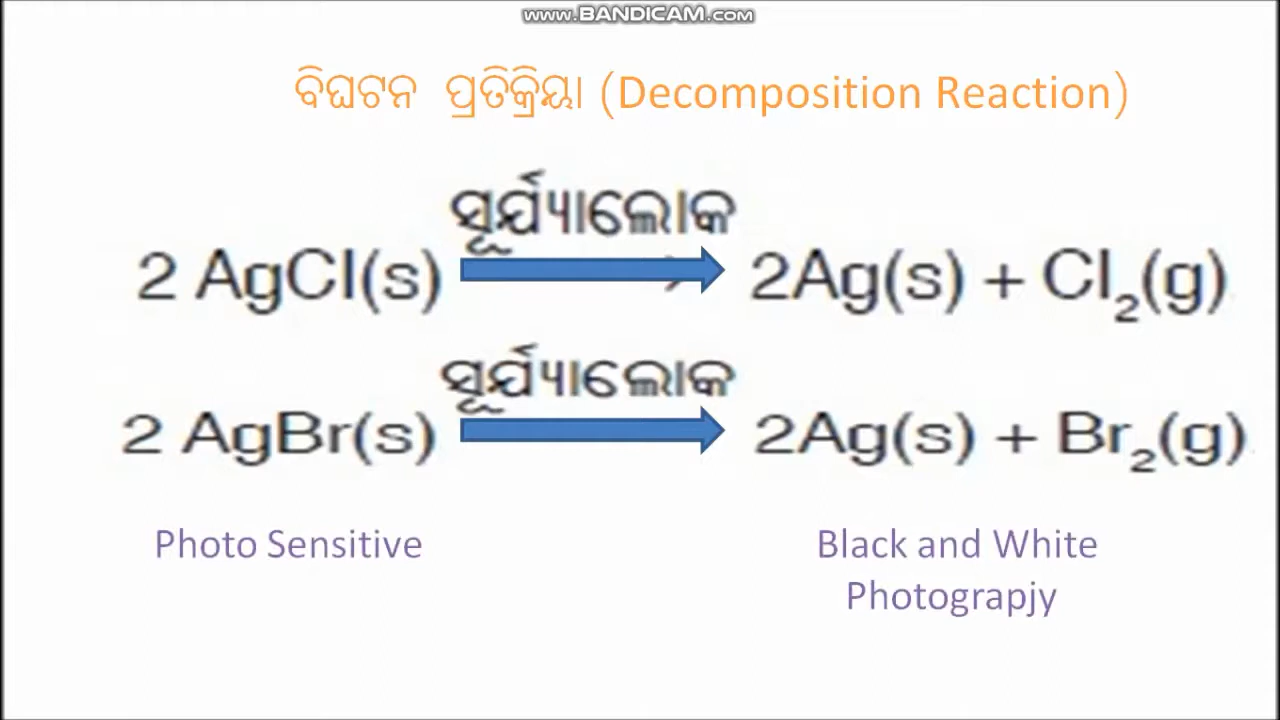 www.BANDICAM.com
ବିଘଟନ ପ୍ରତିକ୍ରିୟା (Decomposition Reaction)
ସୂର୍ଯ୍ୟାଲୋକ
2 AgCl(s) 2Ag(s) + Cl₂(g)
ସୂର୍ଯ୍ୟାଲୋକ
2 AgBr(s) 2Ag(s) + Br₂(g)
Photo Sensitive
Black and White
Photograpjy